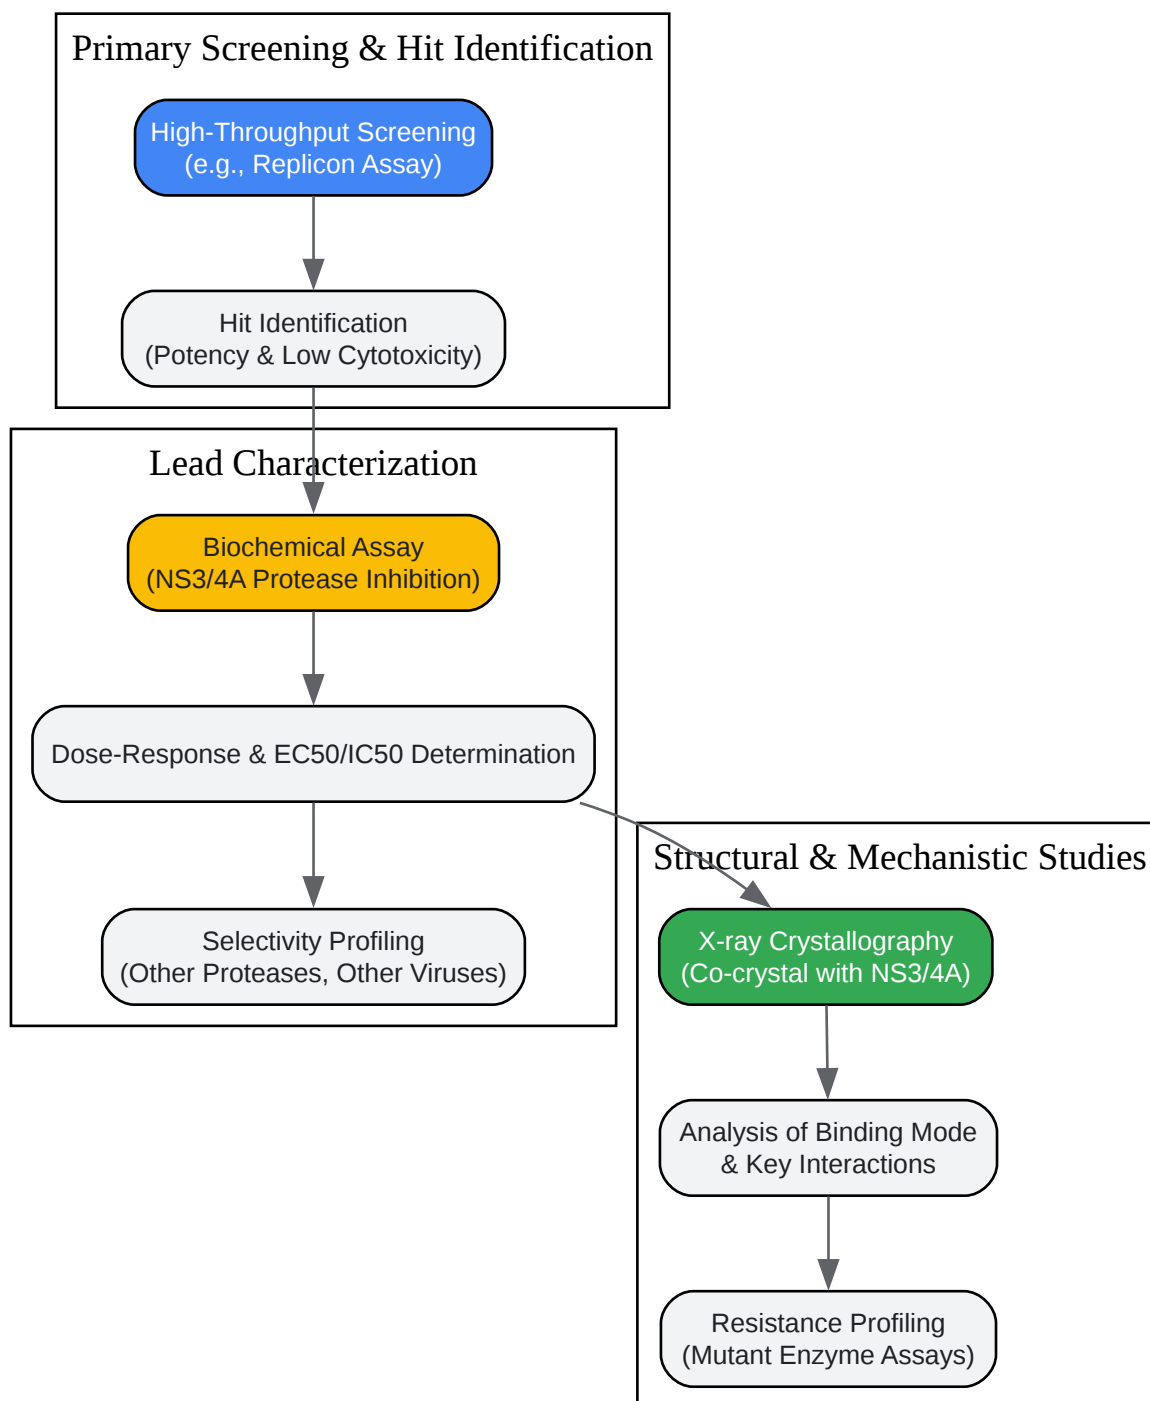 Primary Screening & Hit Identification
High-Throughput Screening
(e.g., Replicon Assay)
Hit Identification
(Potency & Low Cytotoxicity)
Lead Characterization
Biochemical Assay
(NS3/4A Protease Inhibition)
Dose-Response & EC50/IC50 Determination
Selectivity Profiling
(Other Proteases, Other Viruses)
Structural & Mechanistic Studies
X-ray Crystallography
(Co-crystal with NS3/4A)
Analysis of Binding Mode
& Key Interactions
Resistance Profiling
(Mutant Enzyme Assays)